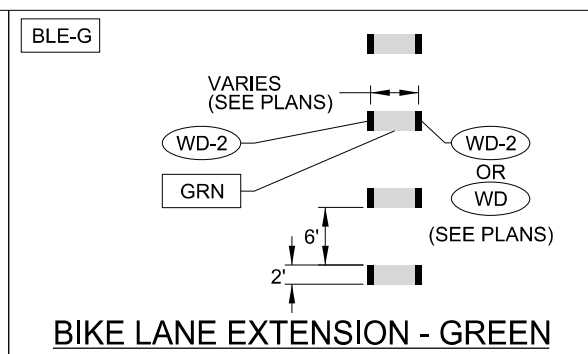 BLE-G
VARIES
(SEE PLANS)
WD-2
WD-2
OR
GRN
WD
(SEE PLANS)
6'
2'
BIKE LANE EXTENSION - GREEN